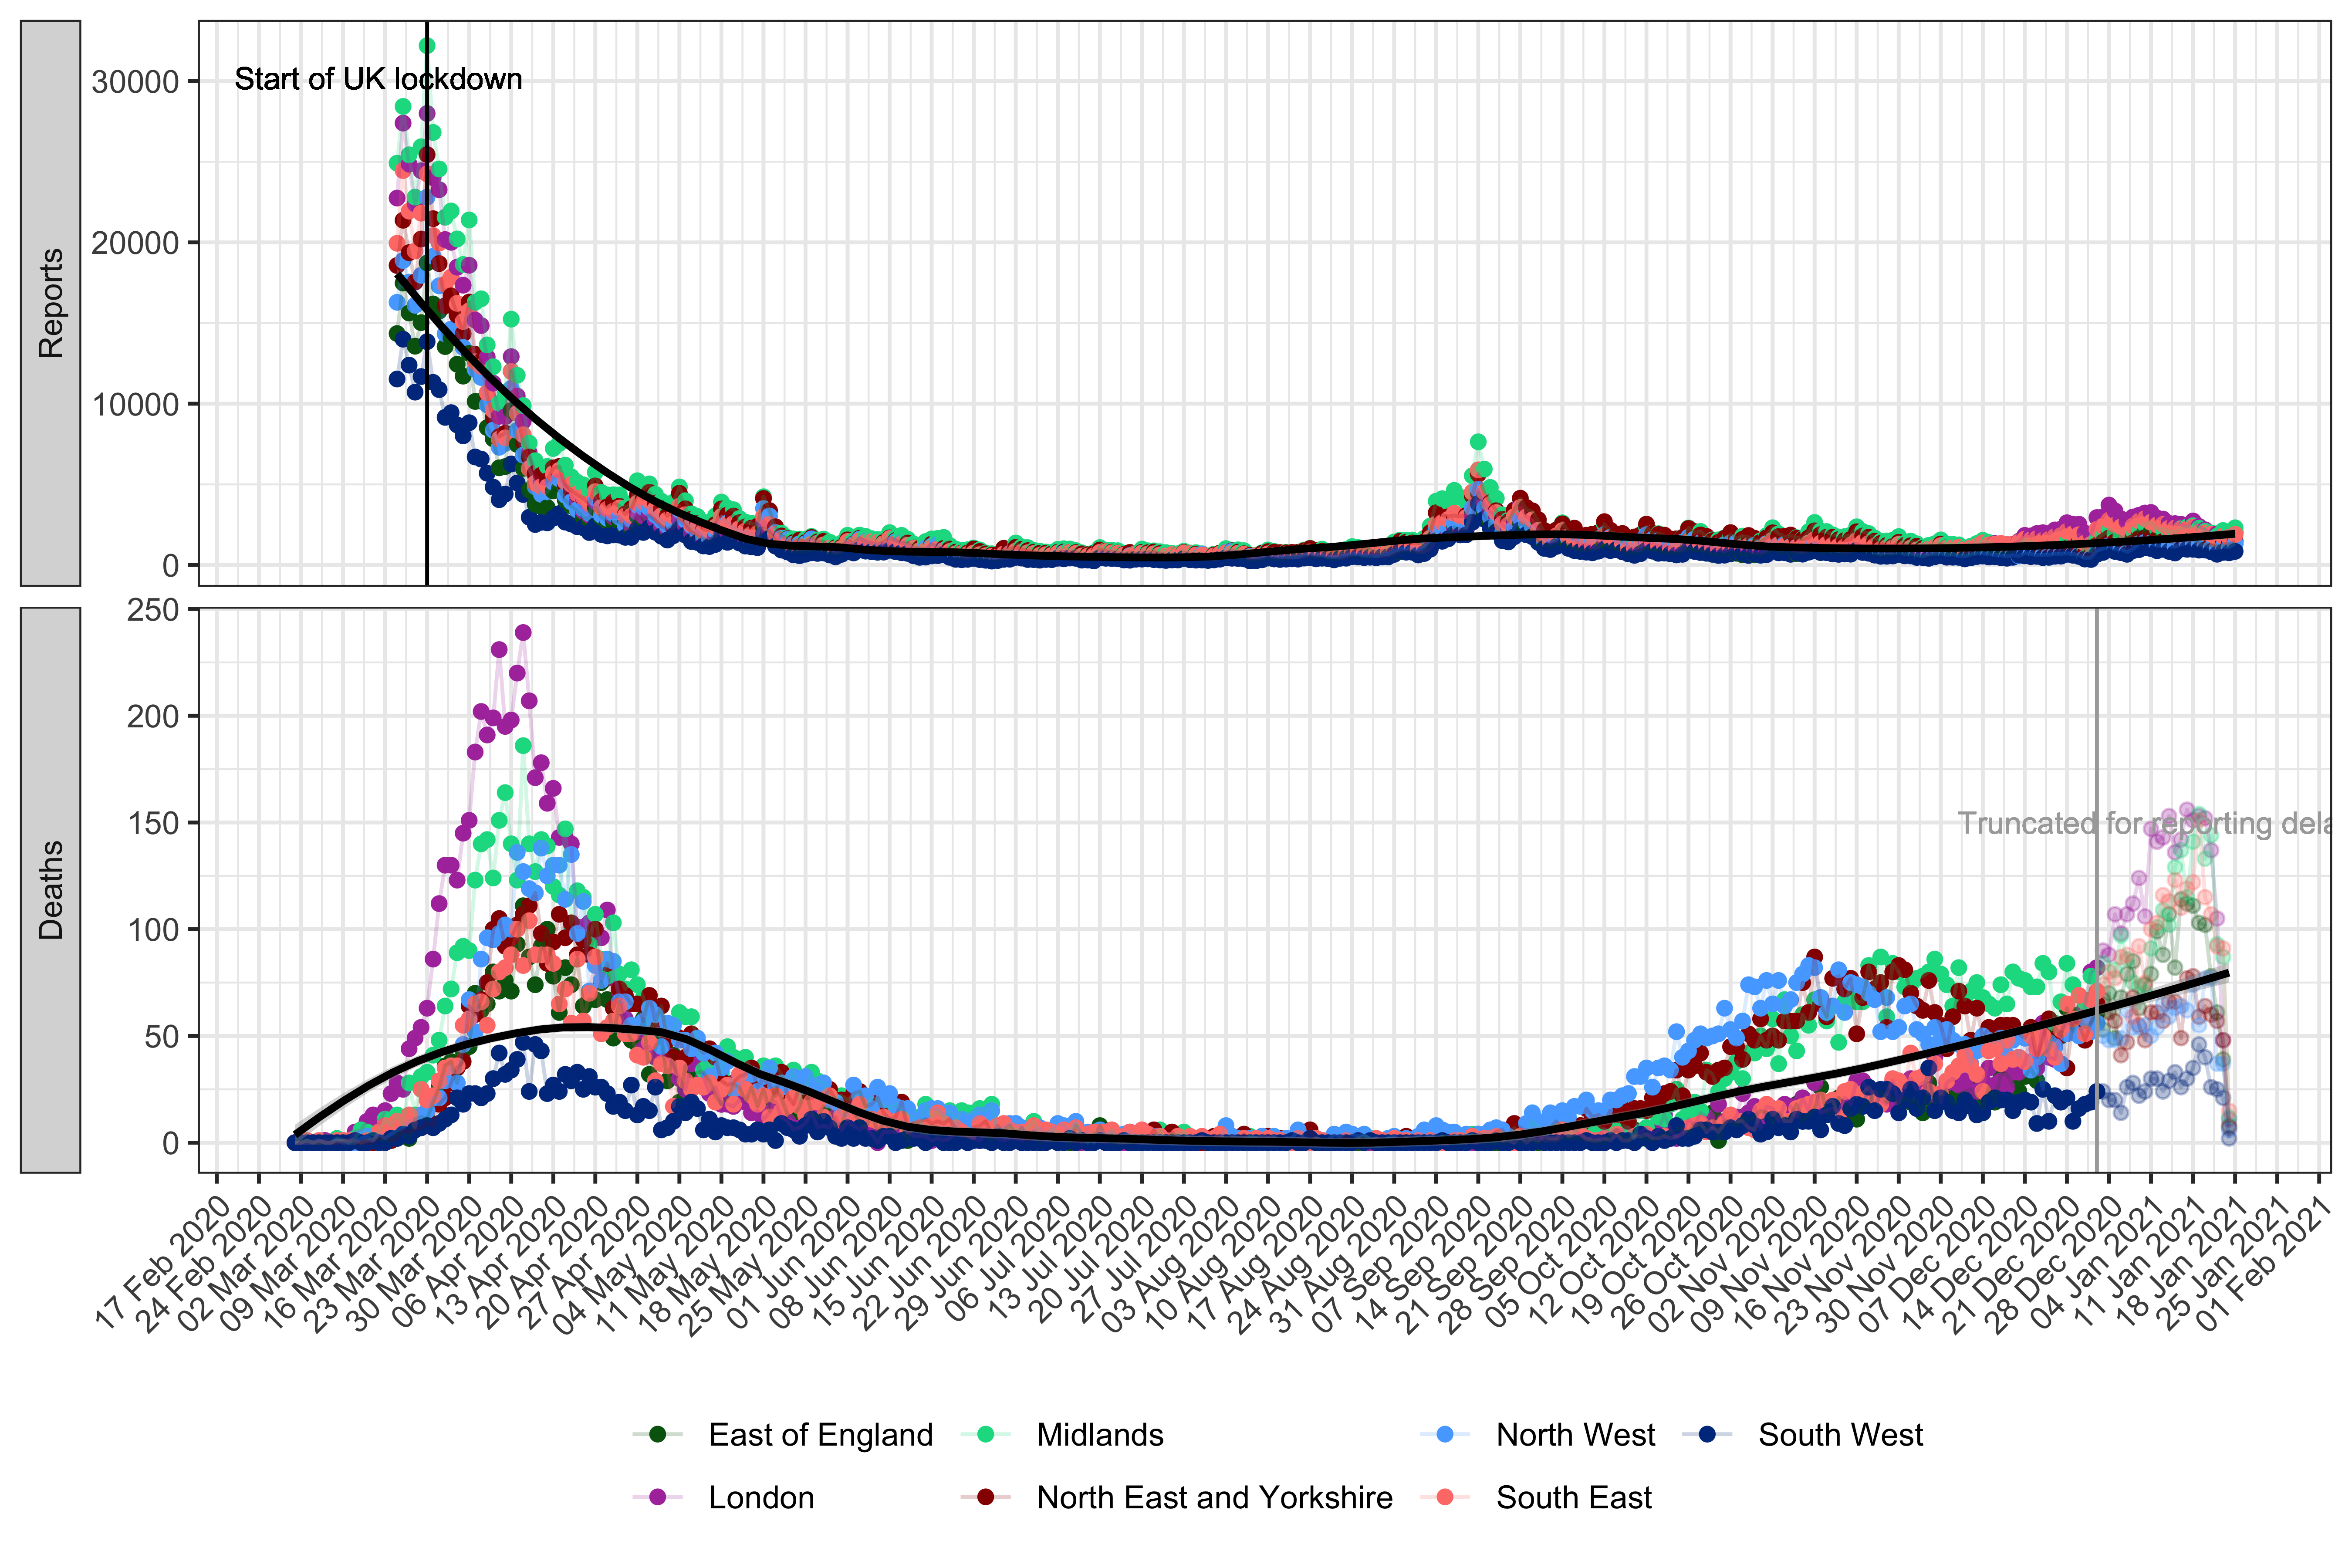 Reports
30000
20000
10000
0
Start of UK lockdown
Deaths
250
200
150
100
50
0
Truncated for reporting dela
17 Feb 2020
24 Feb 2020
02 Mar 2020
09 Mar 2020
16 Mar 2020
23 Mar 2020
30 Mar 2020
06 Apr 2020
13 Apr 2020
20 Apr 2020
27 Apr 2020
04 May 2020
11 May 2020
18 May 2020
25 May 2020
01 Jun 2020
08 Jun 2020
15 Jun 2020
22 Jun 2020
29 Jun 2020
06 Jul 2020
13 Jul 2020
20 Jul 2020
27 Jul 2020
03 Aug 2020
10 Aug 2020
17 Aug 2020
24 Aug 2020
31 Aug 2020
07 Sep 2020
14 Sep 2020
21 Sep 2020
28 Sep 2020
05 Oct 2020
12 Oct 2020
19 Oct 2020
26 Oct 2020
02 Nov 2020
09 Nov 2020
16 Nov 2020
23 Nov 2020
30 Nov 2020
07 Dec 2020
14 Dec 2020
21 Dec 2020
28 Dec 2020
04 Jan 2021
11 Jan 2021
18 Jan 2021
25 Jan 2021
01 Feb 2021
East of England
Midlands
North West
South West
London
North East and Yorkshire
South East